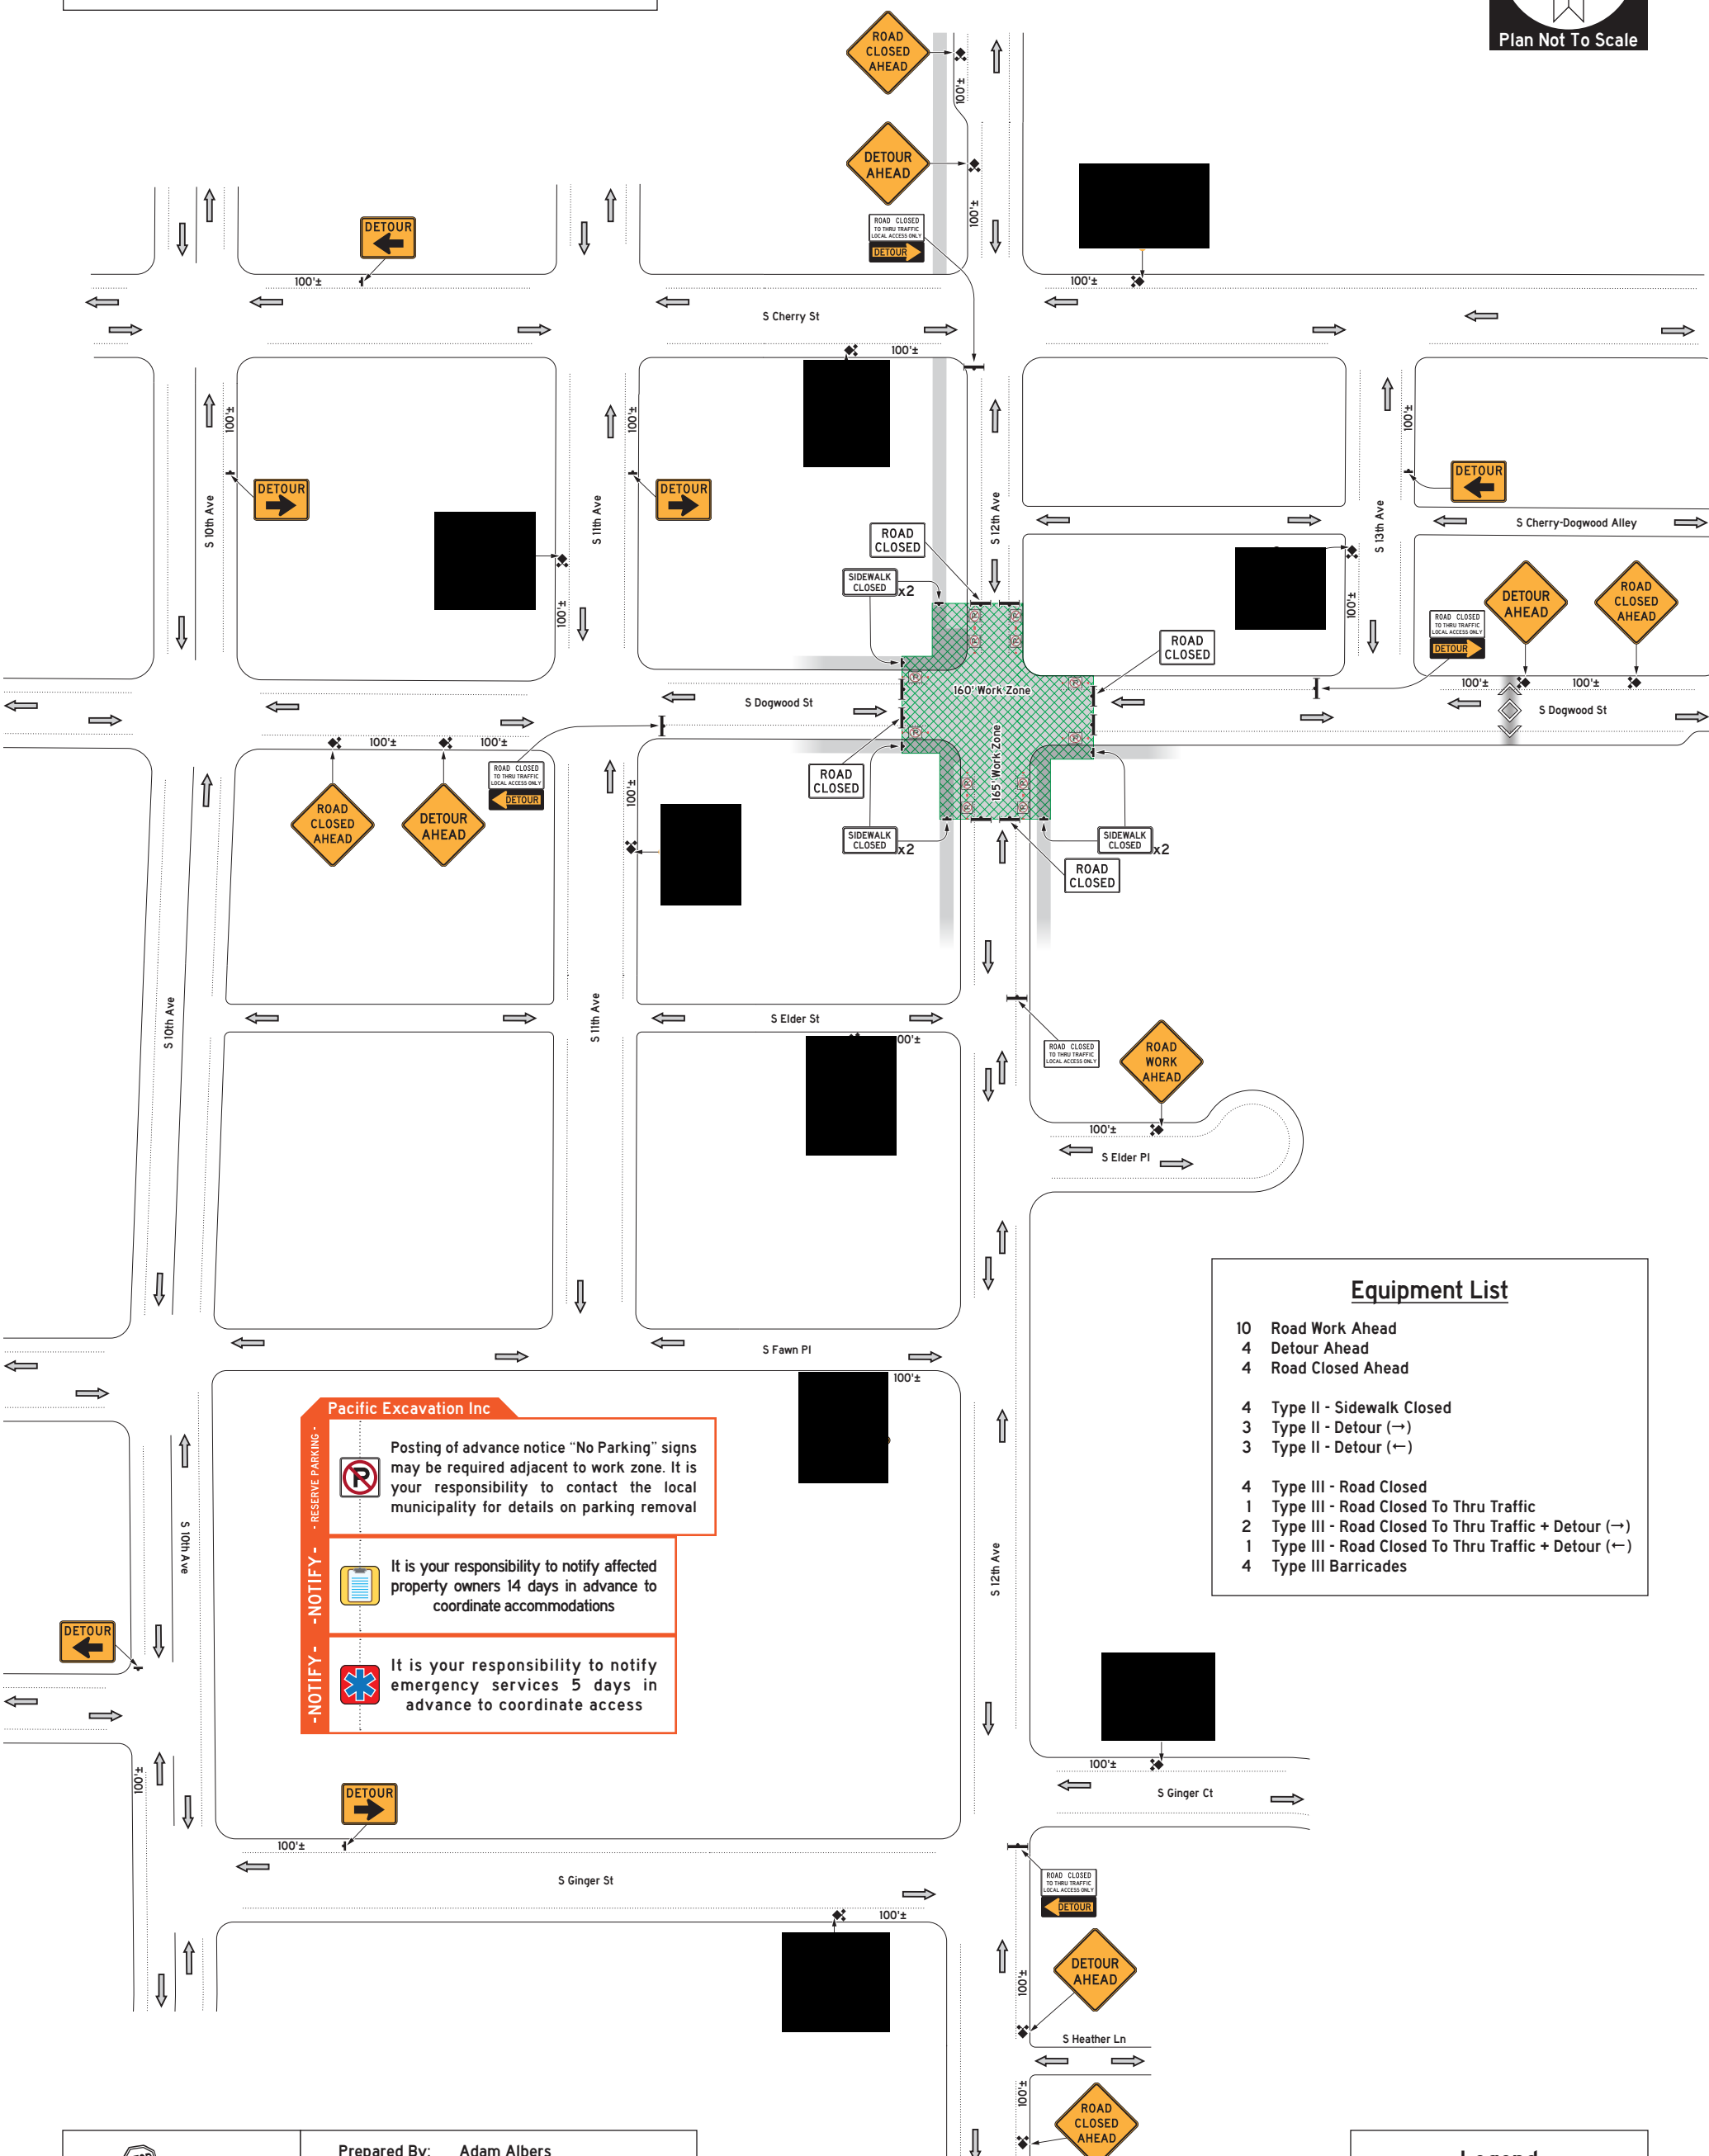 Plan Not To Scale
ROAD
CLOSED
AHEAD
100'±
DETOUR
AHEAD
100'±
ROAD CLOSED
TO THRU TRAFFIC
LOCAL ACCESS ONLY
DETOUR
DETOUR
100'±
100'±
S Cherry St
100'±
100'±
100'±
100'±
DETOUR
DETOUR
DETOUR
S 10th Ave
S 11th Ave
S 12th Ave
S 13th Ave
S Cherry-Dogwood Alley
ROAD
CLOSED
SIDEWALK
CLOSED
x2
100'±
100'±
DETOUR
AHEAD
ROAD
CLOSED
AHEAD
ROAD CLOSED
TO THRU TRAFFIC
LOCAL ACCESS ONLY
DETOUR
ROAD
CLOSED
160' Work Zone
165' Work Zone
100'±
100'±
S Dogwood St
S Dogwood St
100'±
100'±
ROAD
CLOSED
AHEAD
DETOUR
AHEAD
ROAD CLOSED
TO THRU TRAFFIC
LOCAL ACCESS ONLY
DETOUR
100'±
ROAD
CLOSED
SIDEWALK
CLOSED
x2
SIDEWALK
CLOSED
x2
ROAD
CLOSED
S 10th Ave
S 11th Ave
S Elder St
00'±
ROAD CLOSED
TO THRU TRAFFIC
LOCAL ACCESS ONLY
ROAD
WORK
AHEAD
100'±
S Elder Pl
S Fawn Pl
100'±
Equipment List
10 Road Work Ahead
4 Detour Ahead
4 Road Closed Ahead
4 Type II - Sidewalk Closed
3 Type II - Detour (→)
3 Type II - Detour (←)
4 Type III - Road Closed
1 Type III - Road Closed To Thru Traffic
2 Type III - Road Closed To Thru Traffic + Detour (→)
1 Type III - Road Closed To Thru Traffic + Detour (←)
4 Type III Barricades
Pacific Excavation Inc
- RESERVE PARKING -
P
Posting of advance notice “No Parking” signs
may be required adjacent to work zone. It is
your responsibility to contact the local
municipality for details on parking removal
-NOTIFY-
It is your responsibility to notify affected
property owners 14 days in advance to
coordinate accommodations
-NOTIFY-
It is your responsibility to notify
emergency services 5 days in
advance to coordinate access
S 10th Ave
S 12th Ave
DETOUR
100'±
100'±
S Ginger Ct
DETOUR
100'±
S Ginger St
100'±
ROAD CLOSED
TO THRU TRAFFIC
LOCAL ACCESS ONLY
DETOUR
DETOUR
AHEAD
100'±
S Heather Ln
100'±
ROAD
CLOSED
AHEAD
Prepared By: Adam Albers
Legend